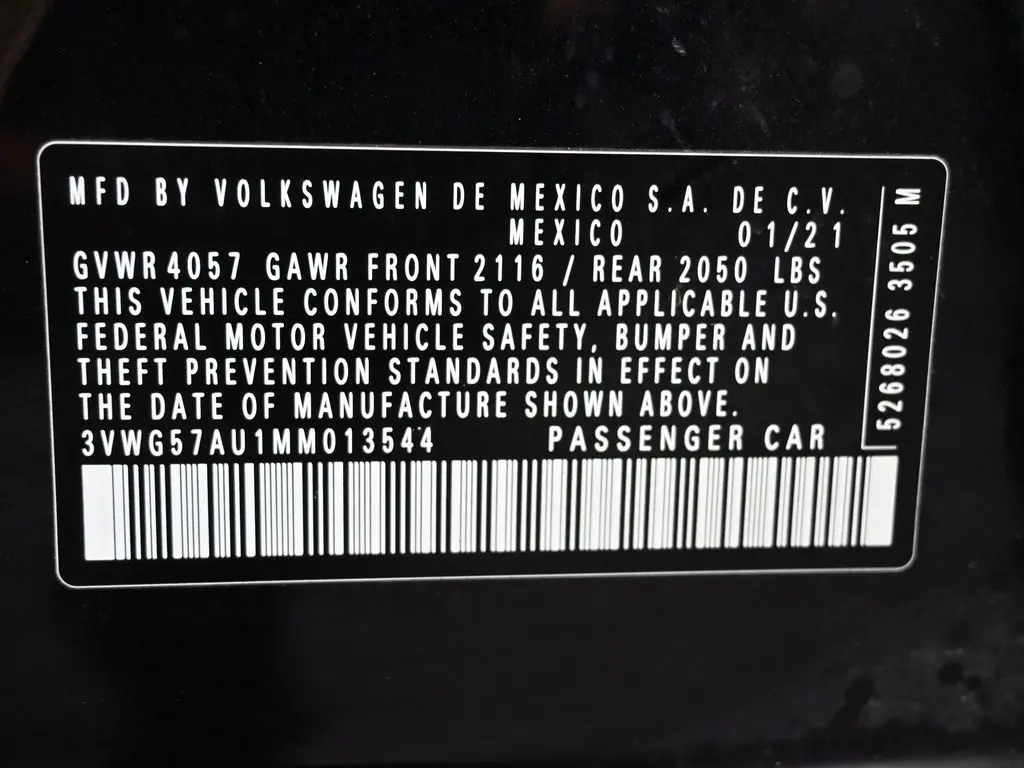 MFD BY VOLKSWAGEN DE MEXICO S.A. DE C.V.
MEXICO 01/21
GVWR 4057 GAWR FRONT 2116 / REAR 2050 LBS
THIS VEHICLE CONFORMS TO ALL APPLICABLE U.S.
FEDERAL MOTOR VEHICLE SAFETY, BUMPER AND
THEFT PREVENTION STANDARDS IN EFFECT ON
THE DATE OF MANUFACTURE SHOWN ABOVE.
3VWG57AU1MM013544 PASSENGER CAR
5268026 3505 M